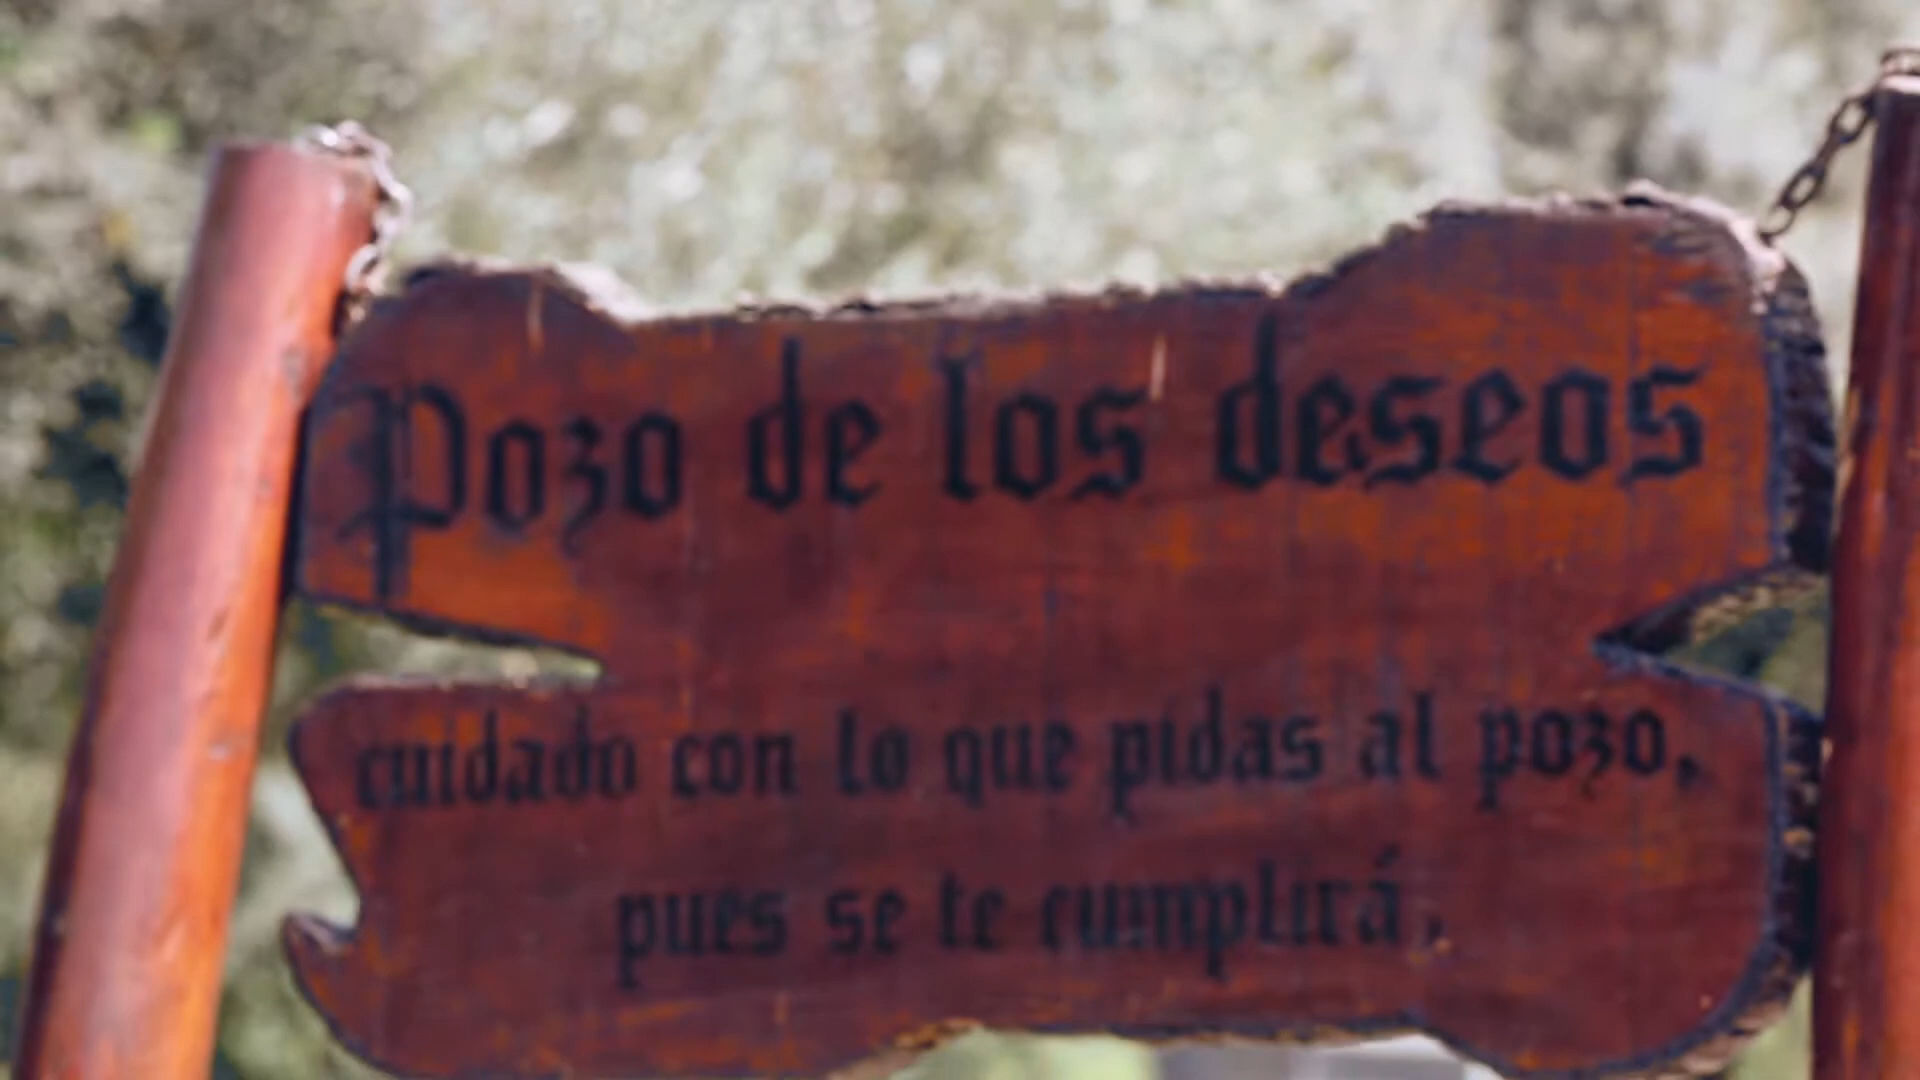 Pozo de los deseos
cuidado con lo que pidas al pozo,
pues se te cumplirá,